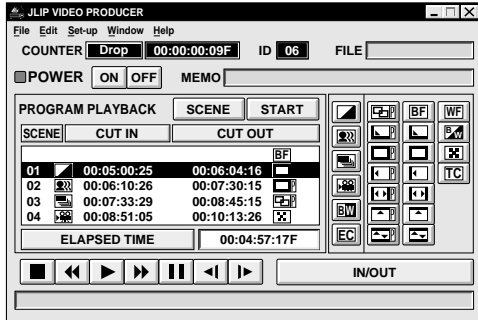 JLIP VIDEO PRODUCER
File Edit Set-up Window Help
COUNTER Drop 00:00:00:09F ID 06 FILE
POWER ON OFF MEMO
PROGRAM PLAYBACK SCENE START
SCENE CUT IN CUT OUT
BF
01 00:05:00:25 00:06:04:16
02 00:06:10:26 00:07:30:15 P
03 00:07:33:29 00:08:45:15 P
04 00:08:51:05 00:10:13:26
ELAPSED TIME 00:04:57:17F
P BF WF
P B/W
P
P TC
P
BW P
EC P
IN/OUT